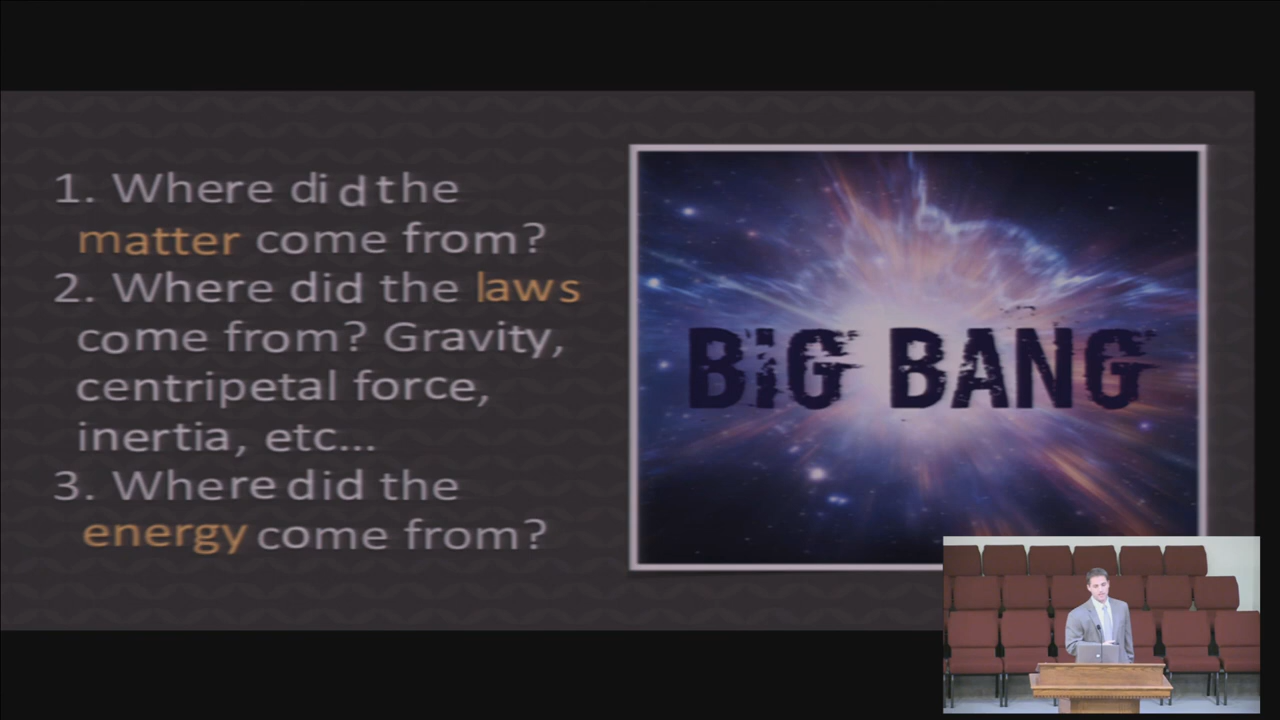 1. Where did the
matter come from?
2. Where did the laws
come from? Gravity,
centripetal force,
inertia, etc...
3. Where did the
energy come from?
BIG BANG